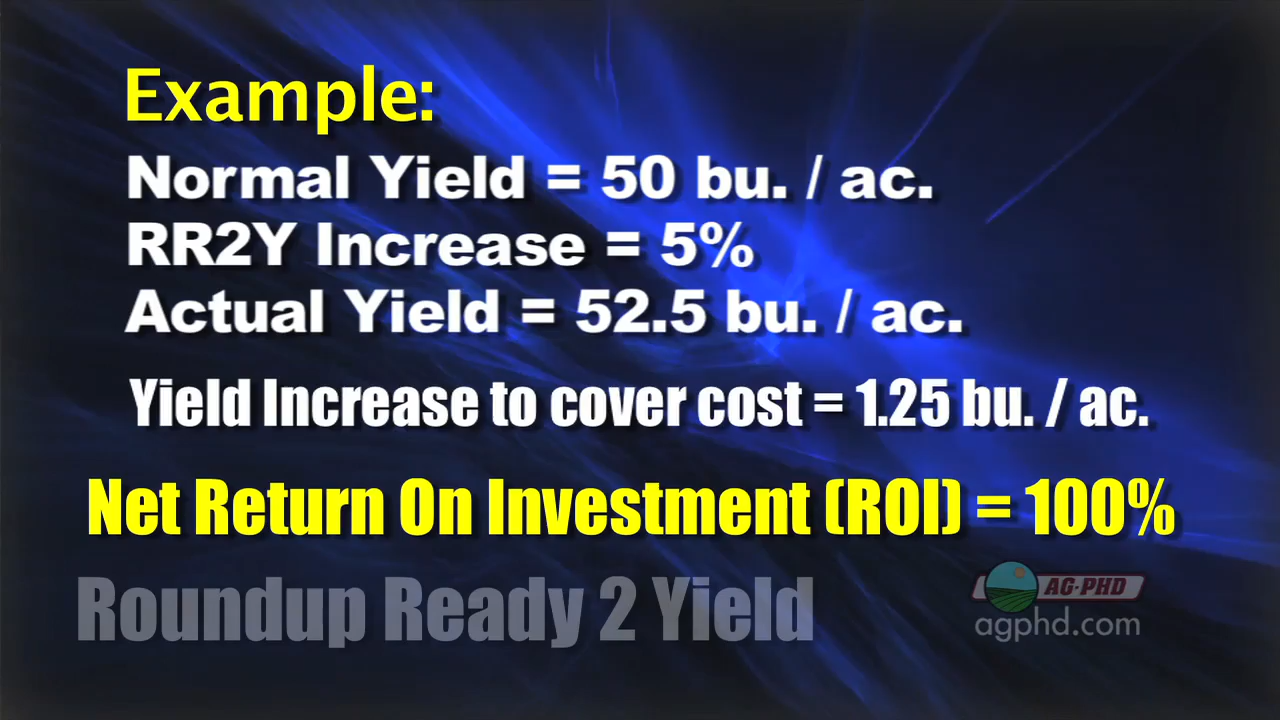 Example:
Normal Yield = 50 bu. / ac.
RR2Y Increase = 5%
Actual Yield = 52.5 bu. / ac.
Yield Increase to cover cost = 1.25 bu. / ac.
Net Return On Investment (ROI) = 100%
Roundup Ready 2 Yield
AG-PHD
agphd.com